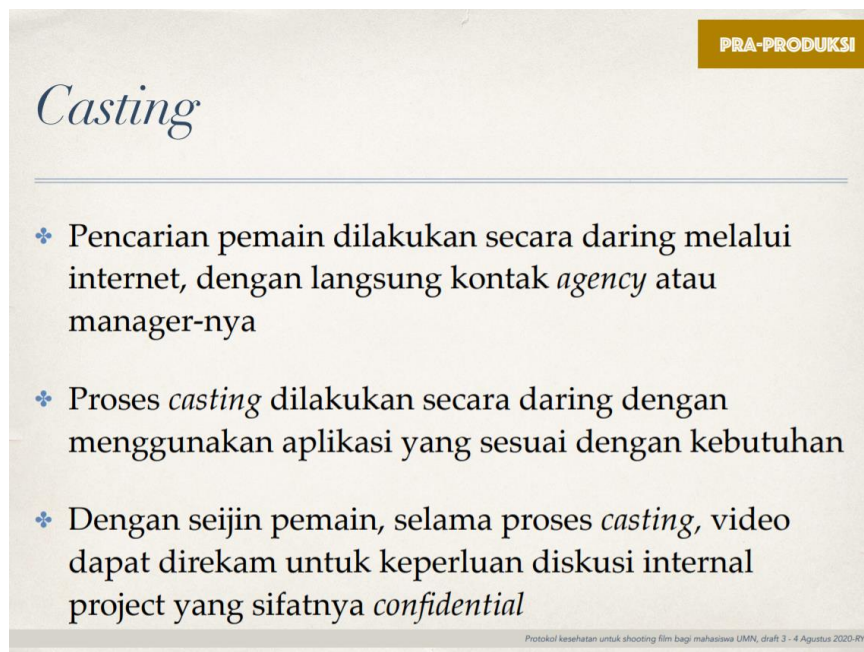 PRA-PRODUKSI
Casting
Pencarian pemain dilakukan secara daring melalui
internet, dengan langsung kontak agency atau
manager-nya
Proses casting dilakukan secara daring dengan
menggunakan aplikasi yang sesuai dengan kebutuhan
Dengan seijin pemain, selama proses casting, video
dapat direkam untuk keperluan diskusi internal
project yang sifatnya confidential
Protokol kesehatan untuk shooting film bagi mahasiswa UMN, draft 3 - 4 Agustus 2020-RY